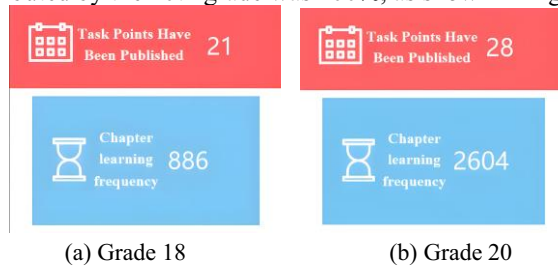 Task Points Have
Been Published 21
Chapter
learning
frequency 886
(a) Grade 18
Task Points Have
Been Published 28
Chapter
learning
frequency 2604
(b) Grade 20